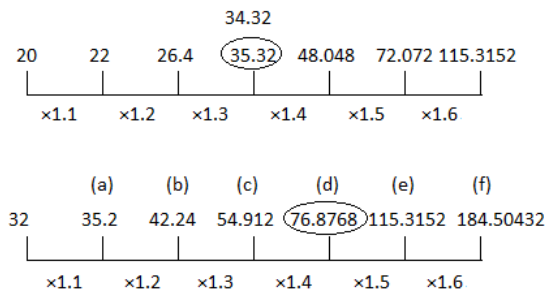 34.32
20 22 26.4 35.32 48.048 72.072 115.3152
×1.1 ×1.2 ×1.3 ×1.4 ×1.5 ×1.6
(a) (b) (c) (d) (e) (f)
32 35.2 42.24 54.912 76.8768 115.3152 184.50432
×1.1 ×1.2 ×1.3 ×1.4 ×1.5 ×1.6